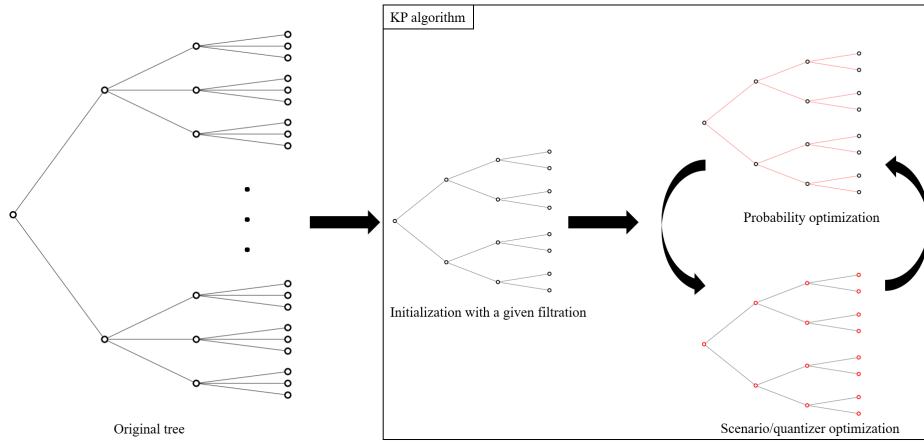 KP algorithm
Probability optimization
Initialization with a given filtration
Original tree
Scenario/quantizer optimization